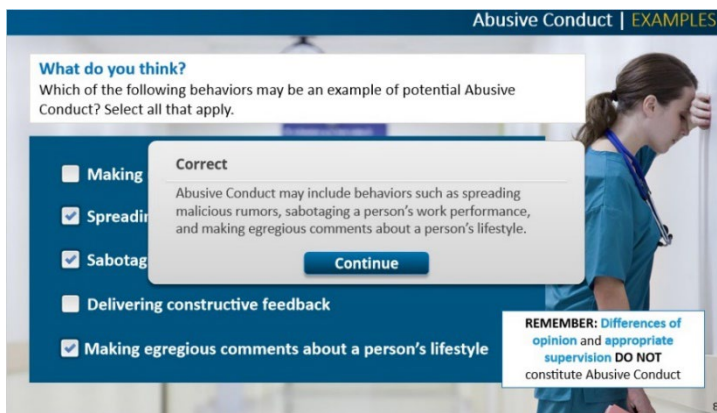 Abusive Conduct | EXAMPLES
What do you think?
Which of the following behaviors may be an example of potential Abusive
Conduct? Select all that apply.
Making
Correct
Abusive Conduct may include behaviors such as spreading
malicious rumors, sabotaging a person's work performance,
and making egregious comments about a person's lifestyle.
Continue
Delivering constructive feedback
Making egregious comments about a person's lifestyle
REMEMBER: Differences of
opinion and appropriate
supervision DO NOT
constitute Abusive Conduct